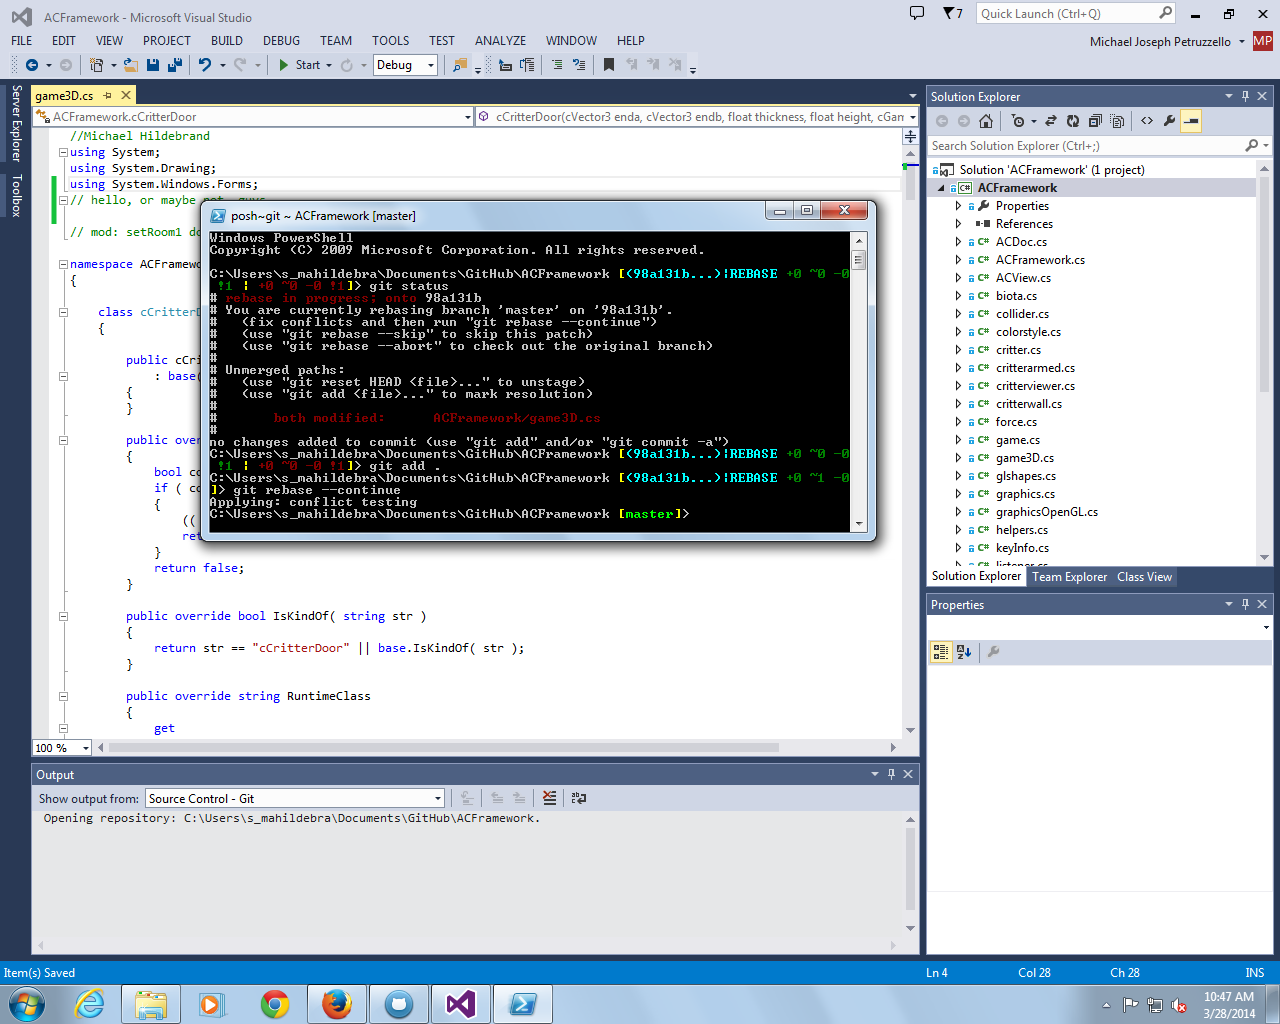 ACFramework - Microsoft Visual Studio
7
Quick Launch (Ctrl+Q)
FILE EDIT VIEW PROJECT BUILD DEBUG TEAM TOOLS TEST ANALYZE WINDOW HELP
Michael Joseph Petruzzello MP
Start Debug
Server Explorer
Toolbox
game3D.cs
ACFramework.cCritterDoor
cCritterDoor(cVector3 enda, cVector3 endb, float thickness, float height, cGam
//Michael Hildebrand
using System;
using System.Drawing;
using System.Windows.Forms;
// hello, or maybe
// mod: setRoom1 do
namespace ACFramewo
{
class cCritterD
{
public cCri
: base(
{
}
public over
{
bool co
if ( co
{
((
ret
}
return false;
}
public override bool IsKindOf( string str )
{
return str == "cCritterDoor" || base.IsKindOf( str );
}
public override string RuntimeClass
{
get
100 %
posh~git ~ ACFramework [master]
Windows PowerShell
Copyright (C) 2009 Microsoft Corporation. All rights reserved.
C:\Users\s_mahildebra\Documents\GitHub\ACFramework [(98a131b...)|REBASE +0 ~0 -0
!1 | +0 ~0 -0 !1]> git status
# rebase in progress; onto 98a131b
# You are currently rebasing branch 'master' on '98a131b'.
#   (fix conflicts and then run "git rebase --continue")
#   (use "git rebase --skip" to skip this patch)
#   (use "git rebase --abort" to check out the original branch)
#
# Unmerged paths:
#   (use "git reset HEAD <file>..." to unstage)
#   (use "git add <file>..." to mark resolution)
#
#       both modified:      ACFramework/game3D.cs
#
no changes added to commit (use "git add" and/or "git commit -a")
C:\Users\s_mahildebra\Documents\GitHub\ACFramework [(98a131b...)|REBASE +0 ~0 -0
!1 | +0 ~0 -0 !1]> git add .
C:\Users\s_mahildebra\Documents\GitHub\ACFramework [(98a131b...)|REBASE +0 ~1 -0
]> git rebase --continue
Applying: conflict testing
C:\Users\s_mahildebra\Documents\GitHub\ACFramework [master]>
Solution Explorer
Search Solution Explorer (Ctrl+;)
Solution 'ACFramework' (1 project)
ACFramework
Properties
References
ACDoc.cs
ACFramework.cs
ACView.cs
biota.cs
collider.cs
colorstyle.cs
critter.cs
critterarmed.cs
critterviewer.cs
critterwall.cs
force.cs
game.cs
game3D.cs
glshapes.cs
graphics.cs
graphicsOpenGL.cs
helpers.cs
keyInfo.cs
listener.cs
Solution Explorer Team Explorer Class View
Properties
Output
Show output from: Source Control - Git
Opening repository: C:\Users\s_mahildebra\Documents\GitHub\ACFramework.
Item(s) Saved Ln 4 Col 28 Ch 28 INS
10:47 AM
3/28/2014